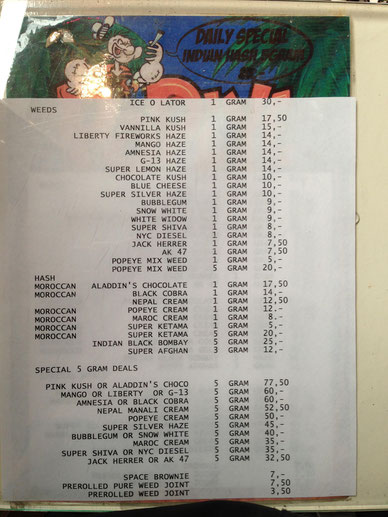 DAILY SPECIAL
INDIAN HASH
ICE O LATOR 1 GRAM 30,-
WEEDS
PINK KUSH 1 GRAM 17,50
VANNILLA KUSH 1 GRAM 15,-
LIBERTY FIREWORKS HAZE 1 GRAM 14,-
MANGO HAZE 1 GRAM 14,-
AMNESIA HAZE 1 GRAM 14,-
G-13 HAZE 1 GRAM 14,-
SUPER LEMON HAZE 1 GRAM 14,-
CHOCOLATE KUSH 1 GRAM 10,-
BLUE CHEESE 1 GRAM 10,-
SUPER SILVER HAZE 1 GRAM 10,-
BUBBLEGUM 1 GRAM 9,-
SNOW WHITE 1 GRAM 9,-
WHITE WIDOW 1 GRAM 9,-
SUPER SHIVA 1 GRAM 8,-
NYC DIESEL 1 GRAM 8,-
JACK HERRER 1 GRAM 7,50
AK 47 1 GRAM 7,50
POPEYE MIX WEED 1 GRAM 5,-
POPEYE MIX WEED 5 GRAM 20,-
HASH
MOROCCAN ALADDIN'S CHOCOLATE 1 GRAM 17,50
MOROCCAN BLACK COBRA 1 GRAM 14,-
NEPAL CREAM 1 GRAM 12,50
MOROCCAN POPEYE CREAM 1 GRAM 12.-
MOROCCAN MAROC CREAM 1 GRAM 8.-
MOROCCAN SUPER KETAMA 1 GRAM 5,-
MOROCCAN SUPER KETAMA 5 GRAM 20,-
INDIAN BLACK BOMBAY 5 GRAM 25,-
SUPER AFGHAN 3 GRAM 12,-
SPECIAL 5 GRAM DEALS
PINK KUSH OR ALADDIN'S CHOCO 5 GRAM 77,50
MANGO OR LIBERTY OR G-13 5 GRAM 60,-
AMNESIA OR BLACK COBRA 5 GRAM 60,-
NEPAL MANALI CREAM 5 GRAM 52,50
POPEYE CREAM 5 GRAM 50,-
SUPER SILVER HAZE 5 GRAM 45,-
BUBBLEGUM OR SNOW WHITE 5 GRAM 40,-
MAROC CREAM 5 GRAM 35,-
SUPER SHIVA OR NYC DIESEL 5 GRAM 35,-
JACK HERRER OR AK 47 5 GRAM 32,50
SPACE BROWNIE 7,-
PREROLLED PURE WEED JOINT 7,50
PREROLLED WEED JOINT 3,50